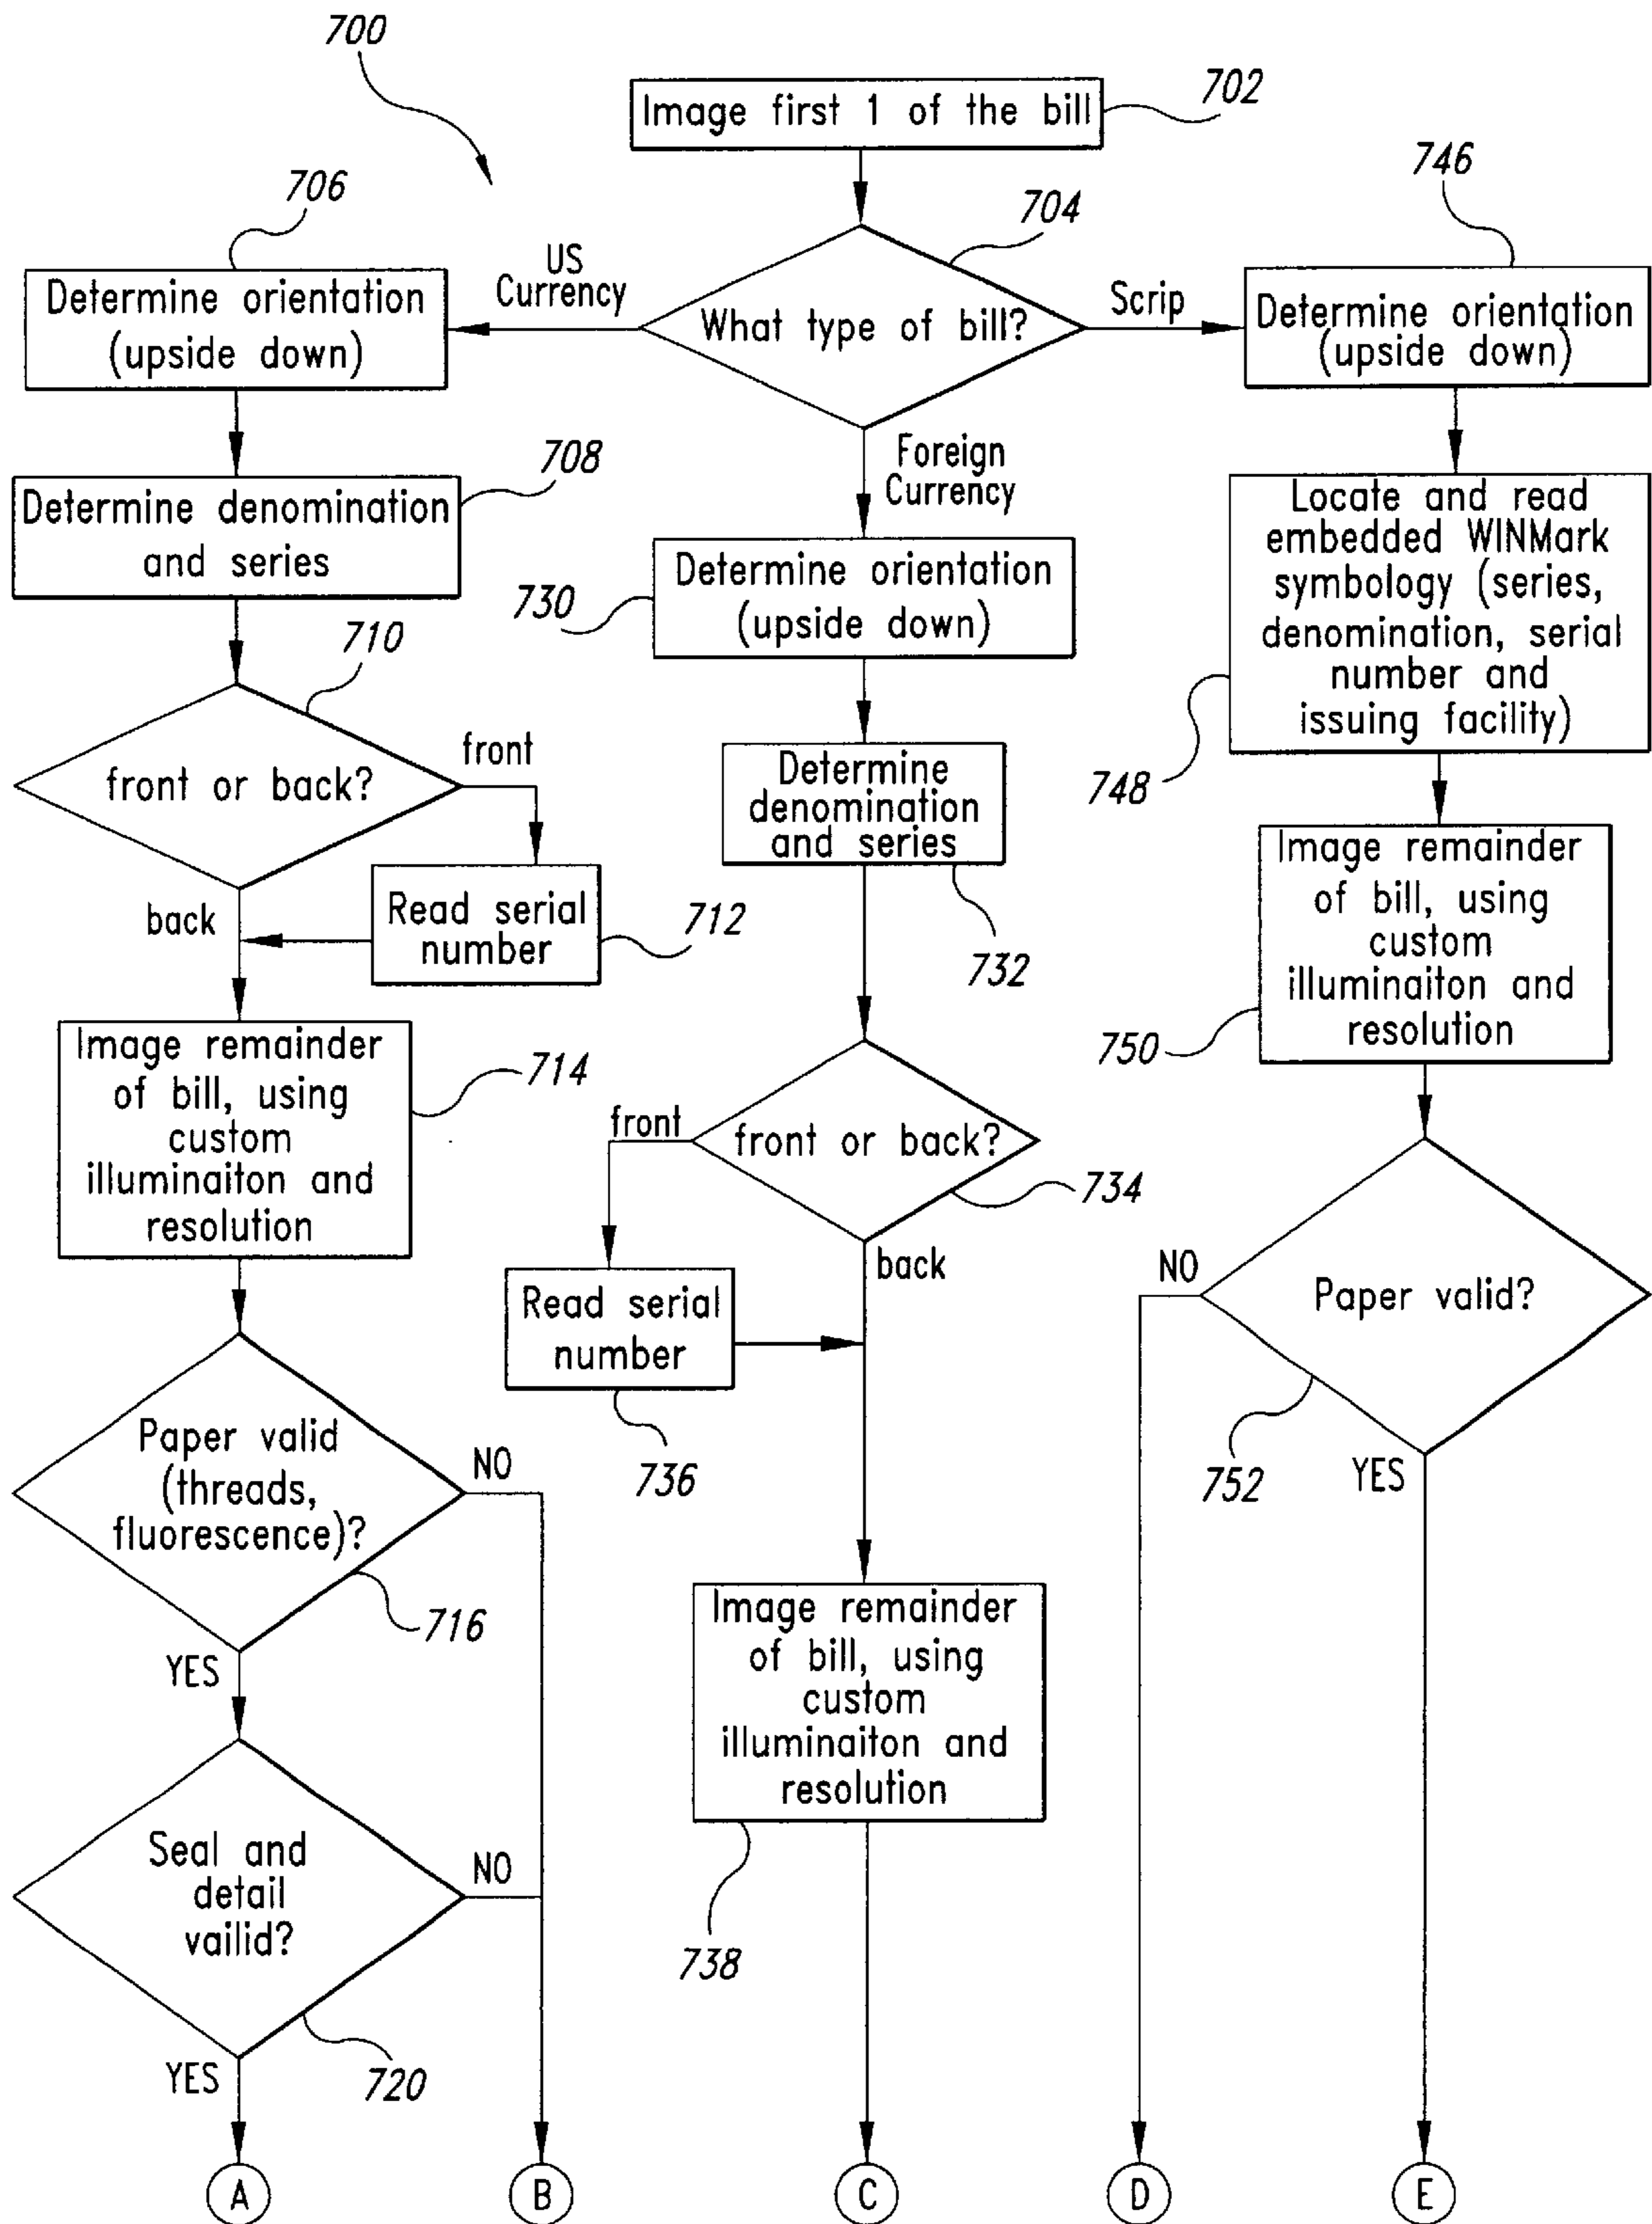 700
Image first 1 of the bill
702
704
What type of bill?
US
Currency
Scrip
Foreign
Currency
706
Determine orientation
(upside down)
708
Determine denomination
and series
710
front or back?
front
back
Read serial
number
712
Image remainder
of bill, using
custom
illuminaiton and
resolution
714
Paper valid
(threads,
fluorescence)?
NO
716
YES
Seal and
detail
vailid?
NO
720
YES
A
B
730
Determine orientation
(upside down)
Determine
denomination
and series
732
front or back?
front
734
back
Read serial
number
736
Image remainder
of bill, using
custom
illuminaiton and
resolution
738
C
746
Determine orientation
(upside down)
Locate and read
embedded WINMark
symbology (series,
denomination, serial
number and
issuing facility)
748
Image remainder
of bill, using
custom
illuminaiton and
resolution
750
Paper valid?
NO
752
YES
D
E